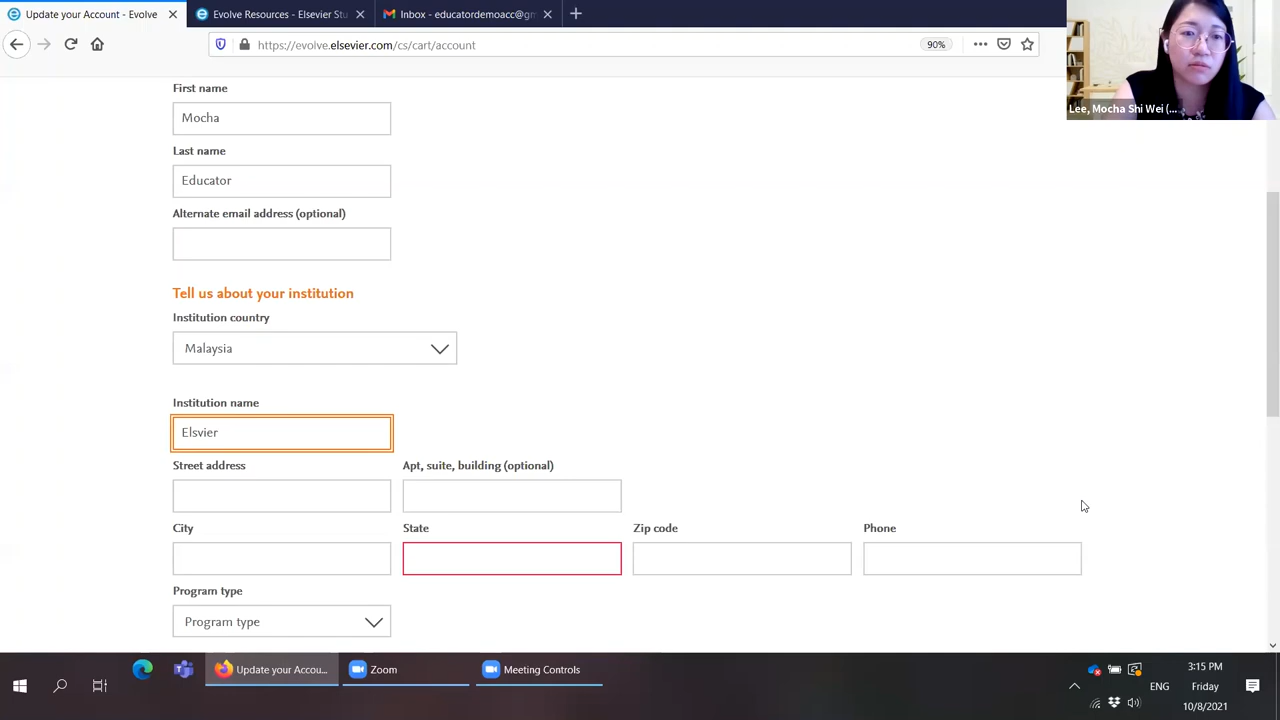 Update your Account - Evolve
Evolve Resources - Elsevier Stu
Inbox - educatordemoacc@gm
https://evolve.elsevier.com/cs/cart/account
90%
Lee, Mocha Shi Wei (...
First name
Mocha
Last name
Educator
Alternate email address (optional)
Tell us about your institution
Institution country
Malaysia
Institution name
Elsvier
Street address
Apt, suite, building (optional)
City
State
Zip code
Phone
Program type
Program type
Update your Accou...
Zoom
Meeting Controls
3:15 PM
ENG
Friday
10/8/2021